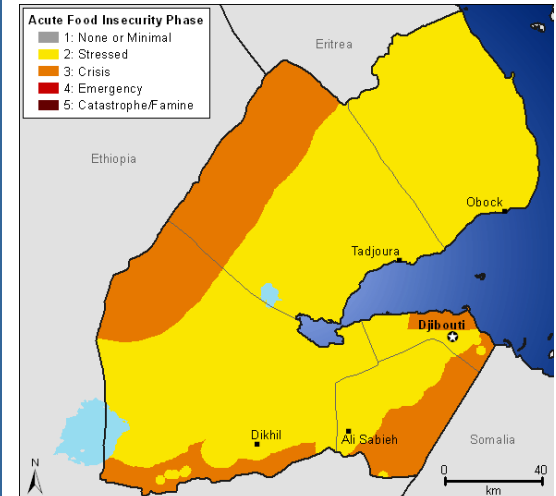 Acute Food Insecurity Phase
1: None or Minimal
2: Stressed
3: Crisis
4: Emergency
5: Catastrophe/Famine
Eritrea
Ethiopia
Obock
Tadjoura
Djibouti
Dikhil
Ali Sabieh
Somalia
N
0 40
km